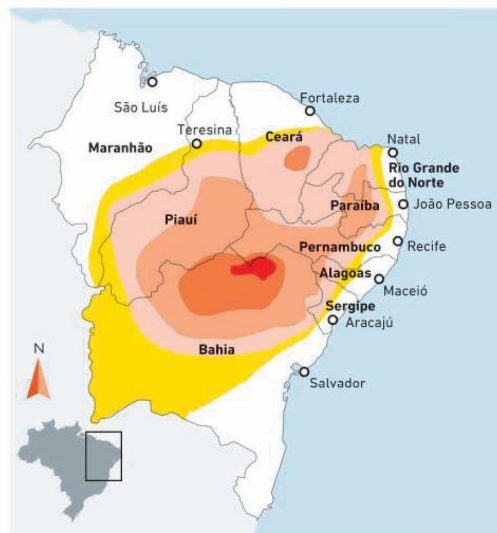 São Luís
Fortaleza
Teresina
Ceará
Maranhão
Natal
Rio Grande
do Norte
Paraíba
João Pessoa
Piauí
Pernambuco
Recife
Alagoas
Maceió
Sergipe
Aracajú
Bahia
Salvador
N